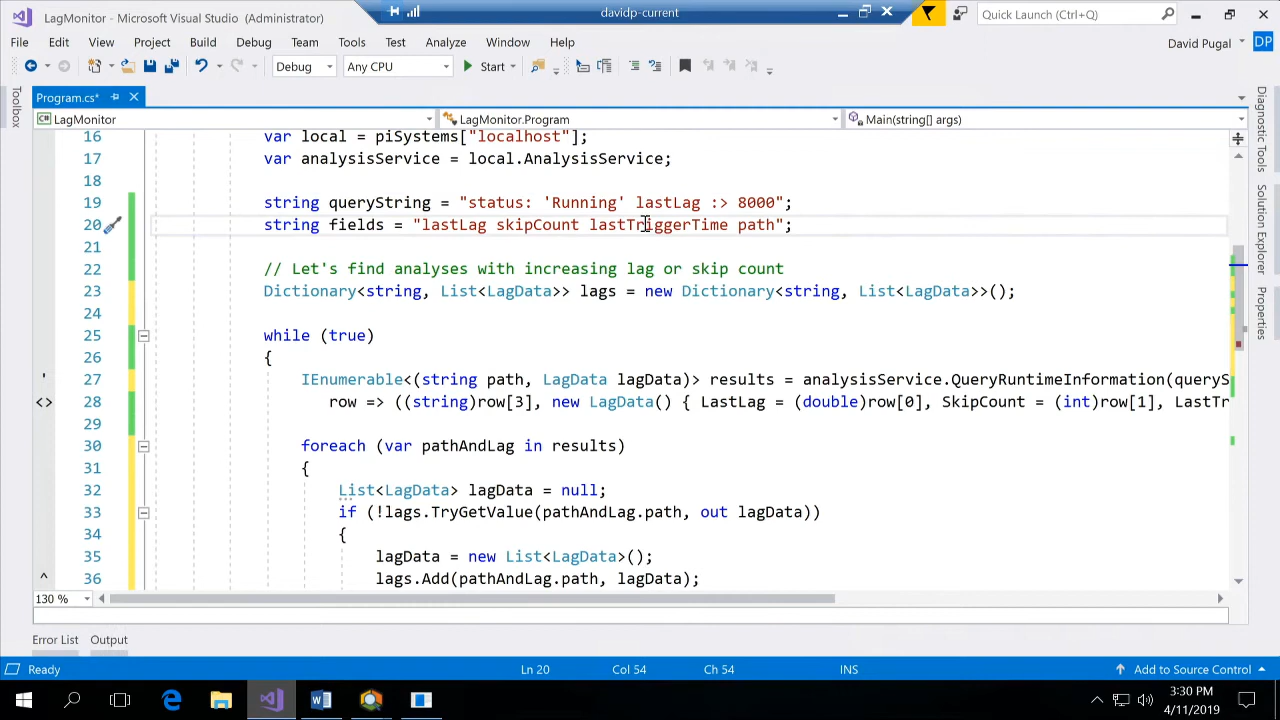 LagMonitor - Microsoft Visual Studio (Administrator)
davidp-current
Quick Launch (Ctrl+Q)
File Edit View Project Build Debug Team Tools Test Analyze Window Help
David Pugal
DP
Debug Any CPU Start
Program.cs*
LagMonitor
LagMonitor.Program
Main(string[] args)
Toolbox
Diagnostic Tools
Solution Explorer
Properties
16 var local = piSystems["localhost"];
17 var analysisService = local.AnalysisService;
18
19 string queryString = "status: 'Running' lastLag :> 8000";
20 string fields = "lastLag skipCount lastTriggerTime path";
21
22 // Let's find analyses with increasing lag or skip count
23 Dictionary<string, List<LagData>> lags = new Dictionary<string, List<LagData>>();
24
25 while (true)
26 {
27 IEnumerable<(string path, LagData lagData)> results = analysisService.QueryRuntimeInformation(queryS
28 row => ((string)row[3], new LagData() { LastLag = (double)row[0], SkipCount = (int)row[1], LastTr
29
30 foreach (var pathAndLag in results)
31 {
32 List<LagData> lagData = null;
33 if (!lags.TryGetValue(pathAndLag.path, out lagData))
34 {
35 lagData = new List<LagData>();
36 lags.Add(pathAndLag.path, lagData);
130 %
Error List Output
Ready Ln 20 Col 54 Ch 54 INS Add to Source Control
3:30 PM
4/11/2019